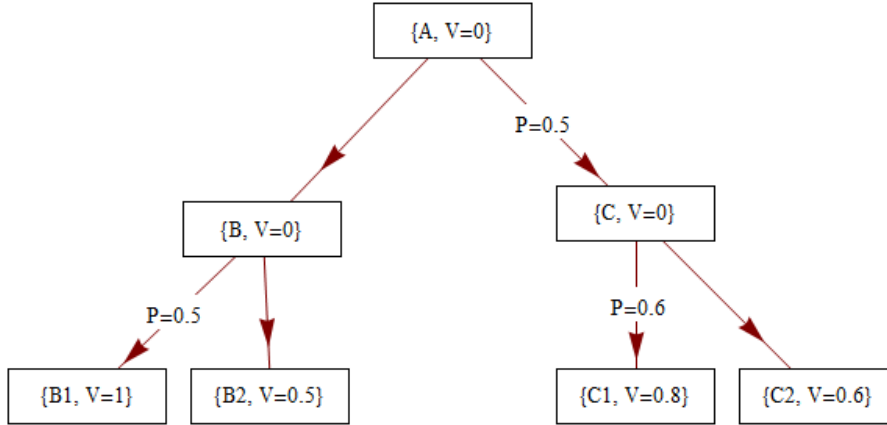 {A, V=0}
P=0.5
{B, V=0}
{C, V=0}
P=0.5
P=0.6
{B1, V=1}
{B2, V=0.5}
{C1, V=0.8}
{C2, V=0.6}